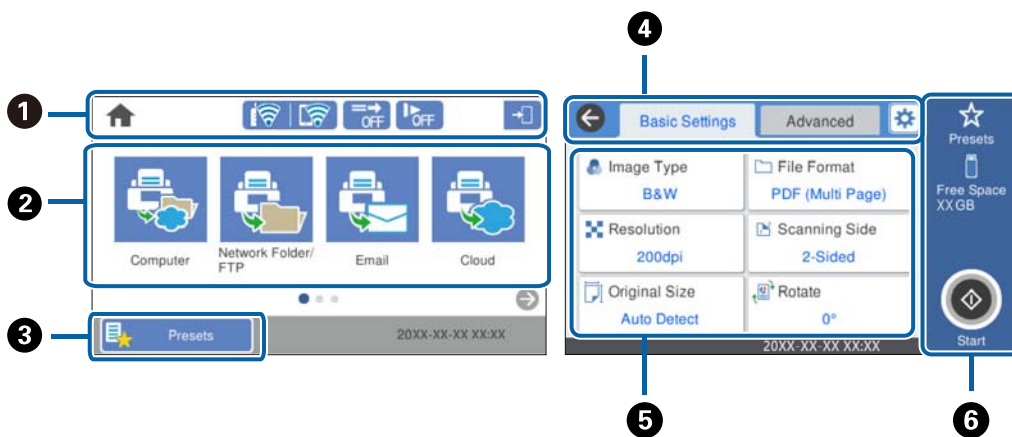 4
1
OFF OFF
Basic Settings Advanced
Presets
Free Space
XXGB
2
Computer
Network Folder/
FTP
Email
Cloud
Image Type
B&W
File Format
PDF (Multi Page)
Resolution
200dpi
Scanning Side
2-Sided
Original Size
Auto Detect
Rotate
0°
Start
3
Presets
20XX-XX-XX XX:XX
20XX-XX-XX XX:XX
5
6